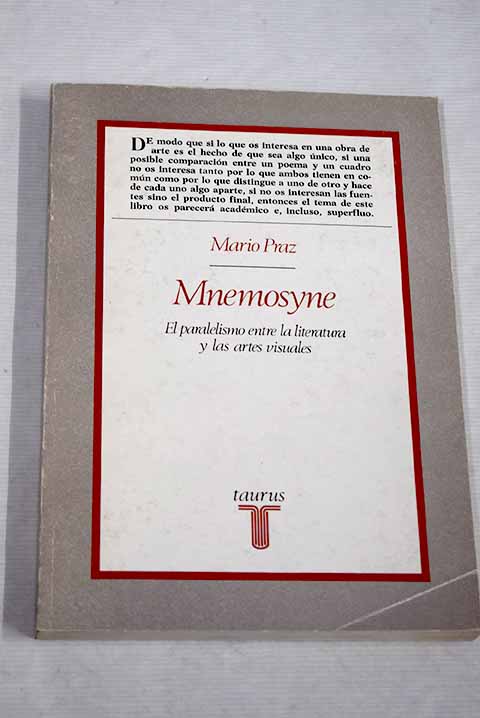 DE modo que si lo que os interesa en una obra de
arte es el hecho de que sea algo único, si una
posible comparación entre un poema y un cuadro
no os interesa tanto por lo que ambos tienen en co-
mún como por lo que distingue a uno de otro y hace
de cada uno algo aparte, si no os interesan las fuen-
tes sino el producto final, entonces el tema de este
libro os parecerá académico e, incluso, superfluo.
Mario Praz
Mnemosyne
El paralelismo entre la literatura
y las artes visuales
taurus